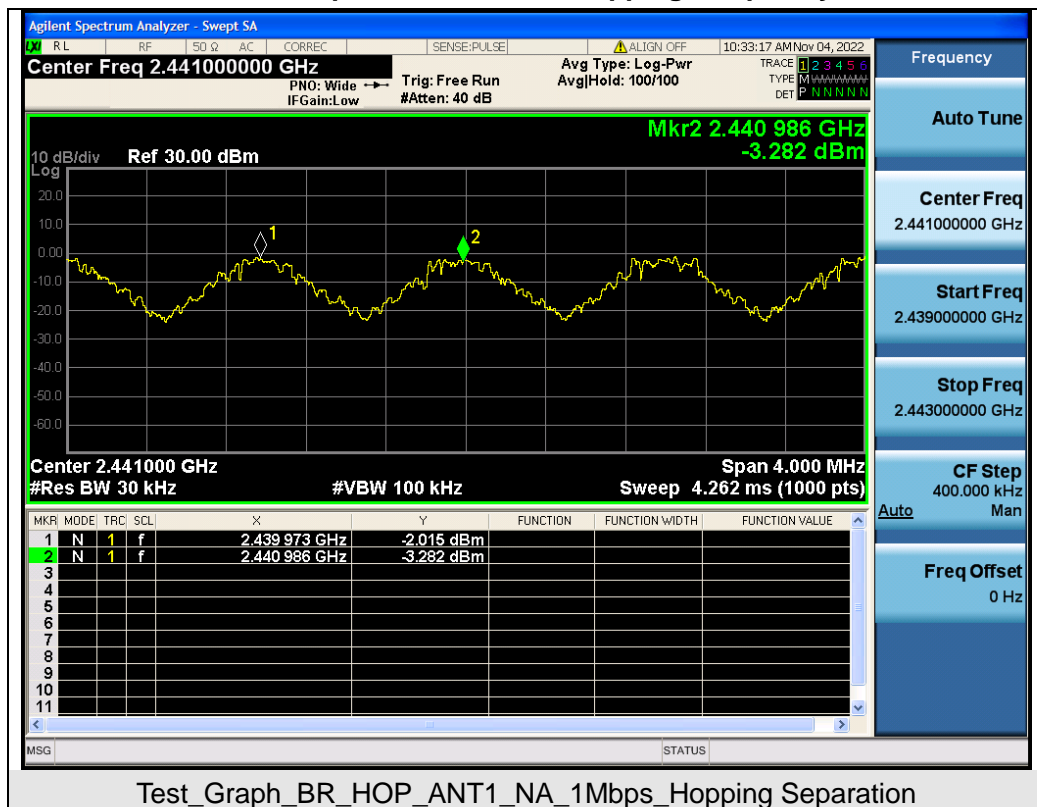 Agilent Spectrum Analyzer - Swept SA
LXI RL RF 50 Ω AC CORREC SENSE:PULSE ALIGN OFF 10:33:17 AM Nov 04, 2022
Center Freq 2.441000000 GHz
PNO: Wide
IFGain:Low
Trig: Free Run
#Atten: 40 dB
Avg Type: Log-Pwr
Avg|Hold: 100/100
TRACE 1 2 3 4 5 6
TYPE M WWWWW
DET P N N N N N
Mkr2 2.440 986 GHz
-3.282 dBm
10 dB/div Ref 30.00 dBm
Log
20.0
10.0
0.00
-10.0
-20.0
-30.0
-40.0
-50.0
-60.0
1
2
Center 2.441000 GHz Span 4.000 MHz
#Res BW 30 kHz #VBW 100 kHz Sweep 4.262 ms (1000 pts)
MKR MODE TRC SCL X Y FUNCTION FUNCTION WIDTH FUNCTION VALUE
1 N 1 f 2.439 973 GHz -2.015 dBm
2 N 1 f 2.440 986 GHz -3.282 dBm
3
4
5
6
7
8
9
10
11
MSG STATUS
Frequency
Auto Tune
Center Freq
2.441000000 GHz
Start Freq
2.439000000 GHz
Stop Freq
2.443000000 GHz
CF Step
400.000 kHz
Auto Man
Freq Offset
0 Hz
Test_Graph_BR_HOP_ANT1_NA_1Mbps_Hopping Separation